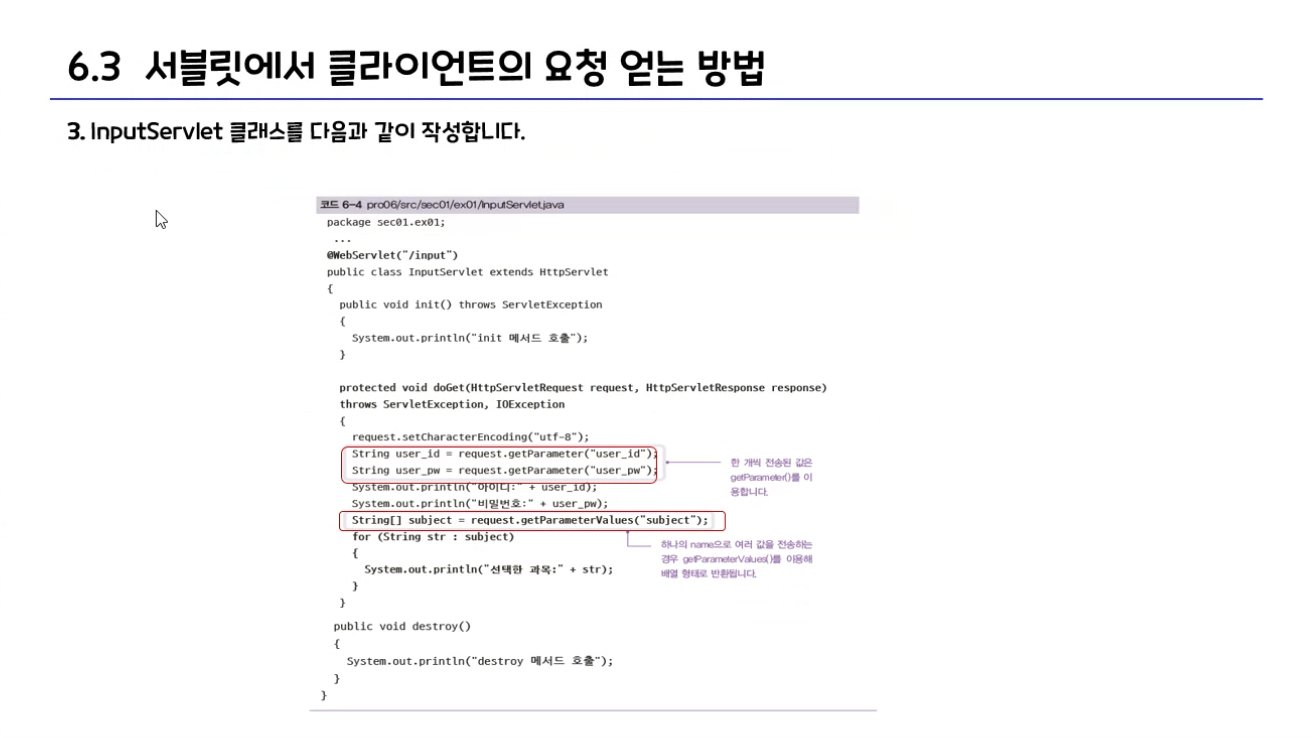 6.3 서블릿에서 클라이언트의 요청 얻는 방법
3. InputServlet 클래스를 다음과 같이 작성합니다.
코드 6-4 pro06/src/sec01/ex01/InputServlet.java
package sec01.ex01;
...
@WebServlet("/input")
public class InputServlet extends HttpServlet
{
public void init() throws ServletException
{
System.out.println("init 메서드 호출");
}
protected void doGet(HttpServletRequest request, HttpServletResponse response)
throws ServletException, IOException
{
request.setCharacterEncoding("utf-8");
String user_id = request.getParameter("user_id");
String user_pw = request.getParameter("user_pw");
한 개씩 전송된 값은
getParameter()를 이
용합니다.
System.out.println("아이디:" + user_id);
System.out.println("비밀번호:" + user_pw);
String[] subject = request.getParameterValues("subject");
하나의 name으로 여러 값을 전송하는
경우 getParameterValues()를 이용해
배열 형태로 반환됩니다.
for (String str : subject)
{
System.out.println("선택한 과목:" + str);
}
}
public void destroy()
{
System.out.println("destroy 메서드 호출");
}
}